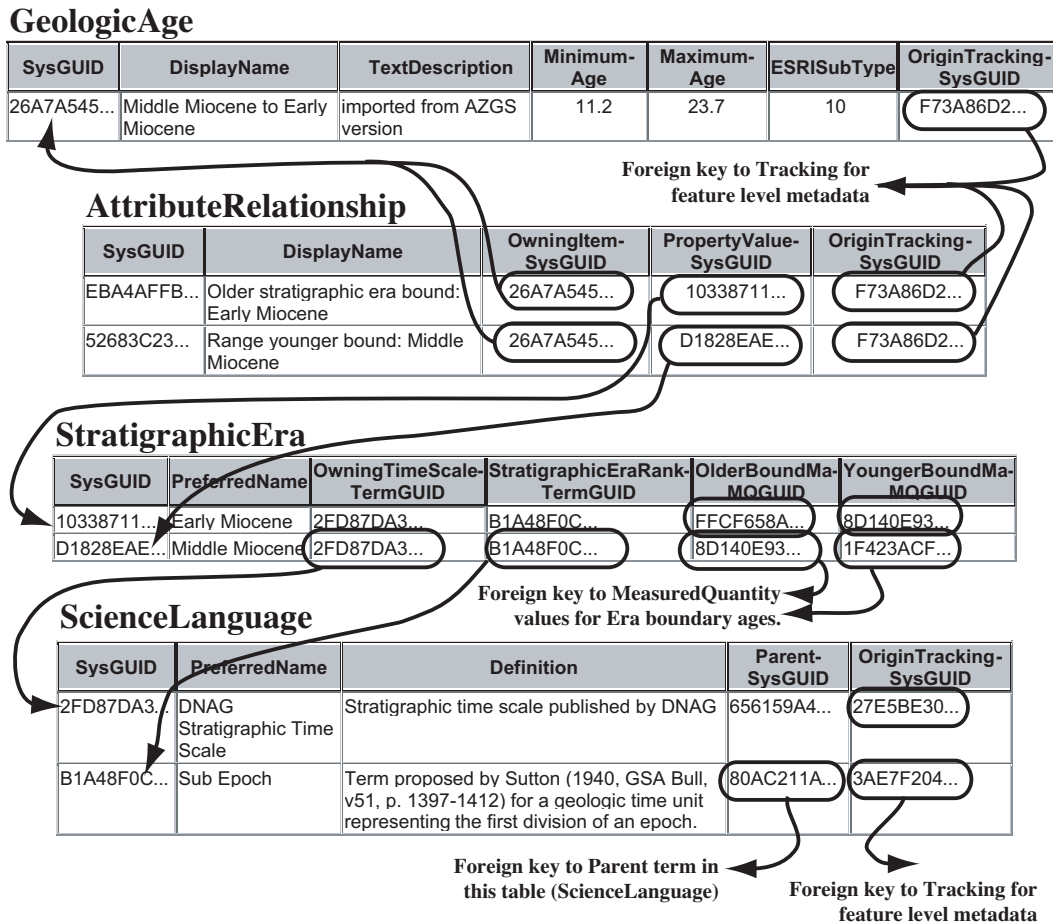 GeologicAge
SysGUID DisplayName TextDescription Minimum-Age Maximum-Age ESRISubType OriginTracking-SysGUID
26A7A545... Middle Miocene to Early Miocene imported from AZGS version 11.2 23.7 10 F73A86D2...
Foreign key to Tracking for
feature level metadata
AttributeRelationship
SysGUID DisplayName OwningItem-SysGUID PropertyValue-SysGUID OriginTracking-SysGUID
EBA4AFFB... Older stratigraphic era bound: Early Miocene 26A7A545... 10338711... F73A86D2...
52683C23... Range younger bound: Middle Miocene 26A7A545... D1828EAE... F73A86D2...
StratigraphicEra
SysGUID PreferredName OwningTimeScale-TermGUID StratigraphicEraRank-TermGUID OlderBoundMa-MQGUID YoungerBoundMa-MQGUID
10338711... Early Miocene 2FD87DA3... B1A48F0C... FFCF658A... 8D140E93...
D1828EAE... Middle Miocene 2FD87DA3... B1A48F0C... 8D140E93... 1F423ACF...
Foreign key to MeasuredQuantity
values for Era boundary ages.
ScienceLanguage
SysGUID PreferredName Definition Parent-SysGUID OriginTracking-SysGUID
2FD87DA3... DNAG Stratigraphic Time Scale Stratigraphic time scale published by DNAG 656159A4... 27E5BE30...
B1A48F0C... Sub Epoch Term proposed by Sutton (1940, GSA Bull, v51, p. 1397-1412) for a geologic time unit representing the first division of an epoch. 80AC211A... 3AE7F204...
Foreign key to Parent term in
this table (ScienceLanguage)
Foreign key to Tracking for
feature level metadata